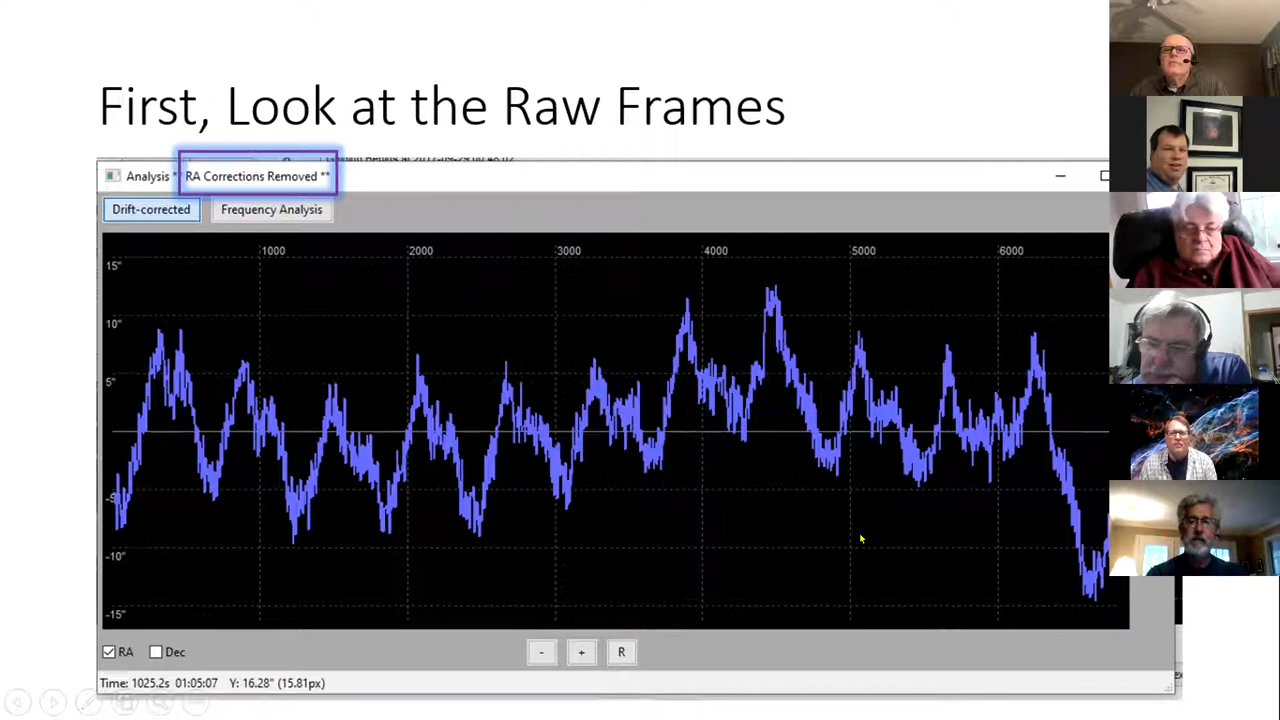 First, Look at the Raw Frames
Analysis ** RA Corrections Removed **
Drift-corrected Frequency Analysis
1000 2000 3000 4000 5000 6000
15"
10"
5"
-5"
-10"
-15"
RA Dec - + R
Time: 1025.2s 01:05:07 Y: 16.28" (15.81px)